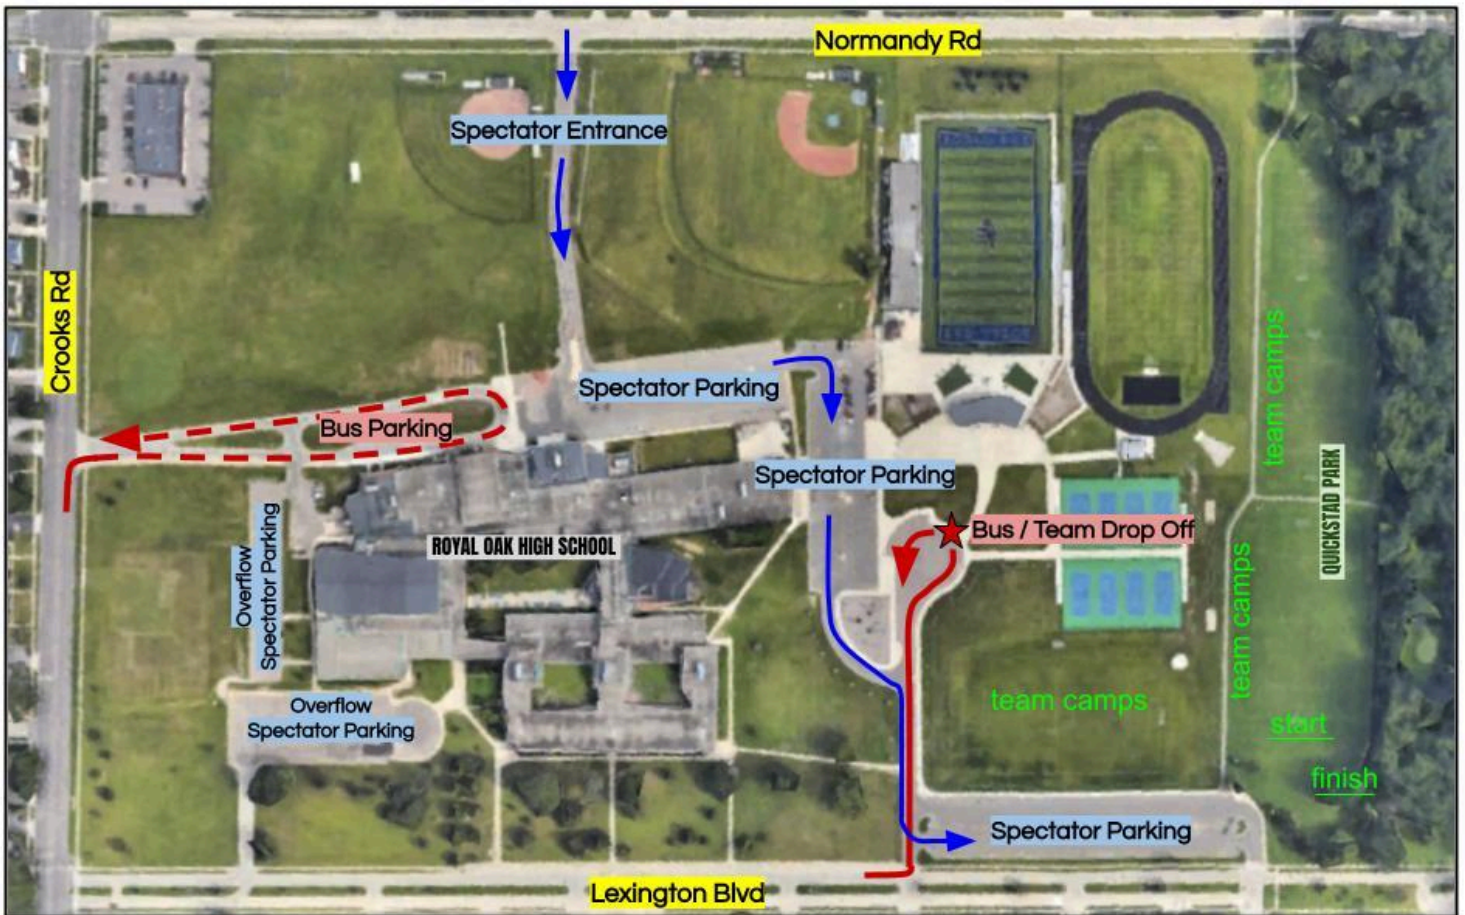 Normandy Rd
Spectator Entrance
Crooks Rd
Spectator Parking
Bus Parking
team camps
Spectator Parking
QUICKSTAD PARK
Bus / Team Drop Off
ROYAL OAK HIGH SCHOOL
Overflow
Spectator Parking
team camps
team camps
Overflow
Spectator Parking
start
finish
Spectator Parking
Lexington Blvd